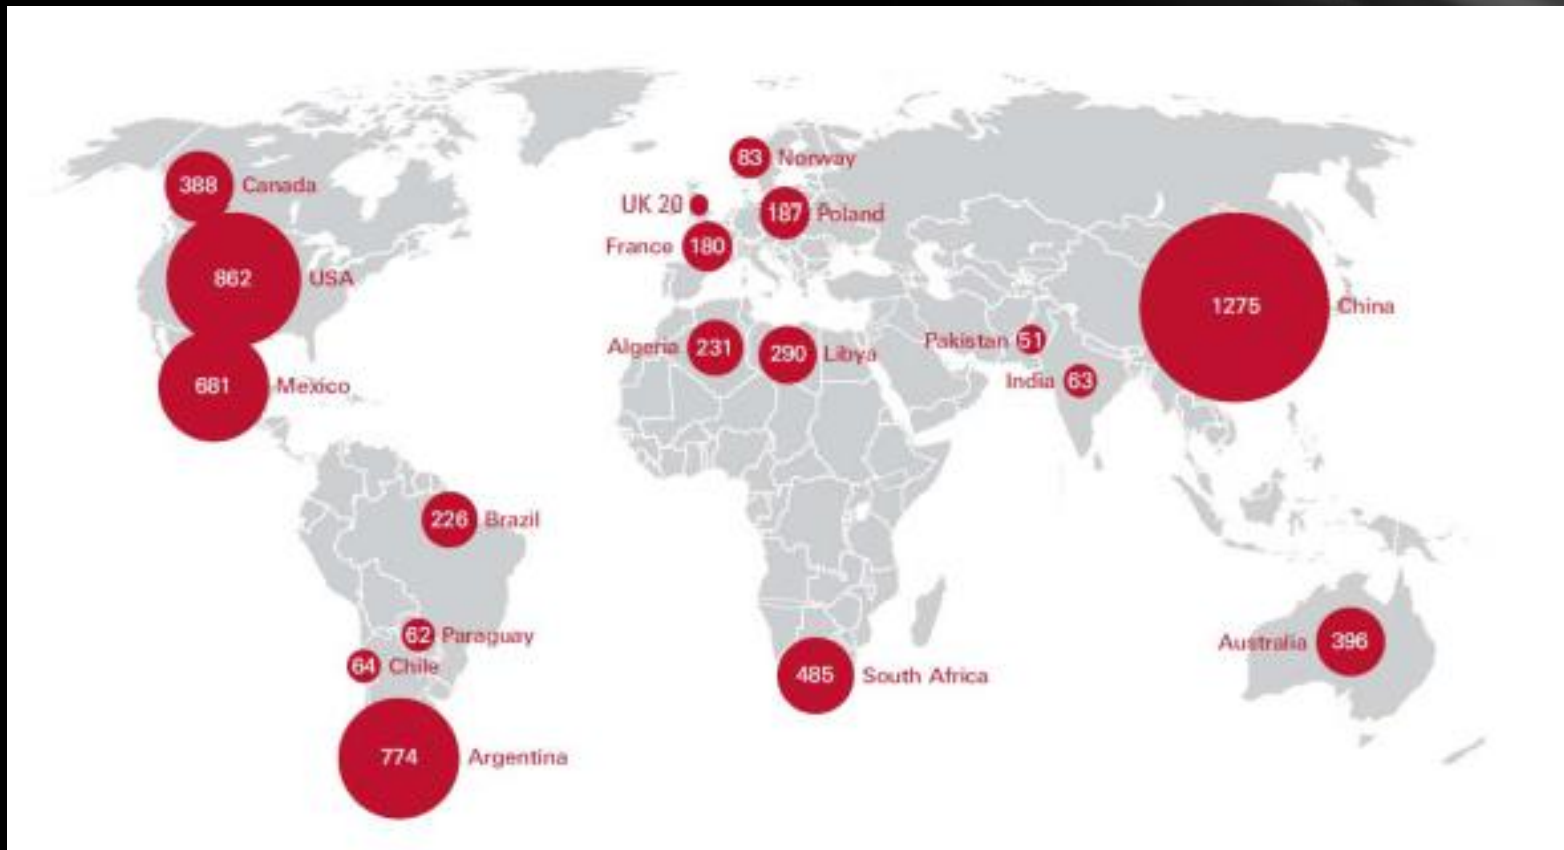 83 Norway
388 Canada
UK 20
187 Poland
France 180
862 USA
1275 China
Algeria 231
290 Libya
Pakistan 51
India 63
681 Mexico
226 Brazil
62 Paraguay
64 Chile
Australia 396
485 South Africa
774 Argentina